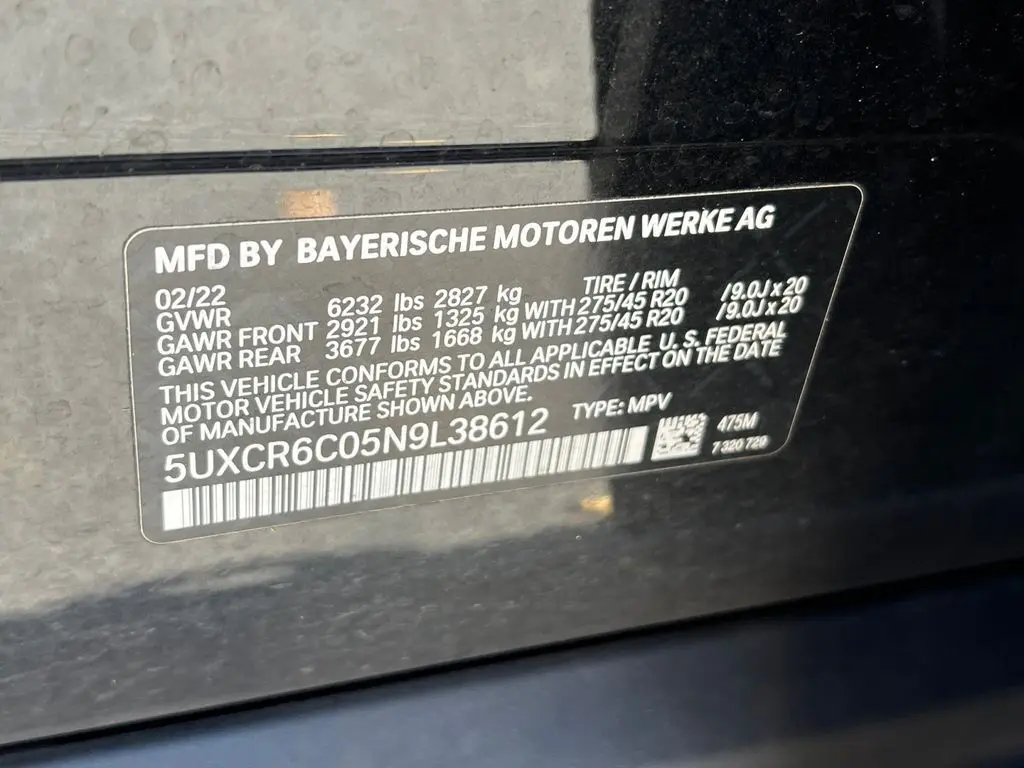 MFD BY BAYERISCHE MOTOREN WERKE AG
02/22 TIRE / RIM
GVWR 6232 lbs 2827 kg
GAWR FRONT 2921 lbs 1325 kg WITH 275/45 R20 /9.0J x 20
GAWR REAR 3677 lbs 1668 kg WITH 275/45 R20 /9.0J x 20
THIS VEHICLE CONFORMS TO ALL APPLICABLE U.S. FEDERAL
MOTOR VEHICLE SAFETY STANDARDS IN EFFECT ON THE DATE
OF MANUFACTURE SHOWN ABOVE.
5UXCR6C05N9L38612 TYPE: MPV
475M
7 320 720